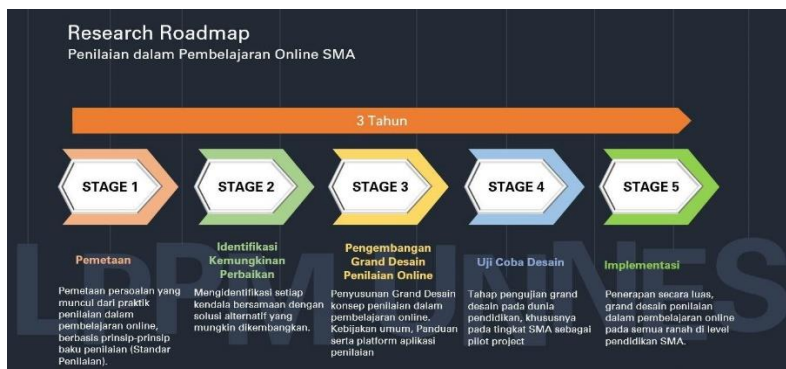 Research Roadmap
Penilaian dalam Pembelajaran Online SMA
3 Tahun
STAGE 1
STAGE 2
STAGE 3
STAGE 4
STAGE 5
Pemetaan
Pemetaan persoalan yang
muncul dari praktik
penilaian dalam
pembelajaran online,
berbasis prinsip-prinsip
baku penilaian (Standar
Penilaian).
Identifikasi
Kemungkinan
Perbaikan
Mengidentifikasi setiap
kendala bersamaan dengan
solusi alternatif yang
mungkin dikembangkan.
Pengembangan
Grand Desain
Penilaian Online
Penyusunan Grand Desain
konsep penilaian dalam
pembelajaran online.
Kebijakan umum, Panduan
serta platform aplikasi
penilaian
Uji Coba Desain
Tahap pengujian grand
desain pada dunia
pendidikan, khususnya
pada tingkat SMA sebagai
pilot project
Implementasi
Penerapan secara luas,
grand desain penilaian
dalam pembelajaran online
pada semua ranah di level
pendidikan SMA.
LPPM UNNES